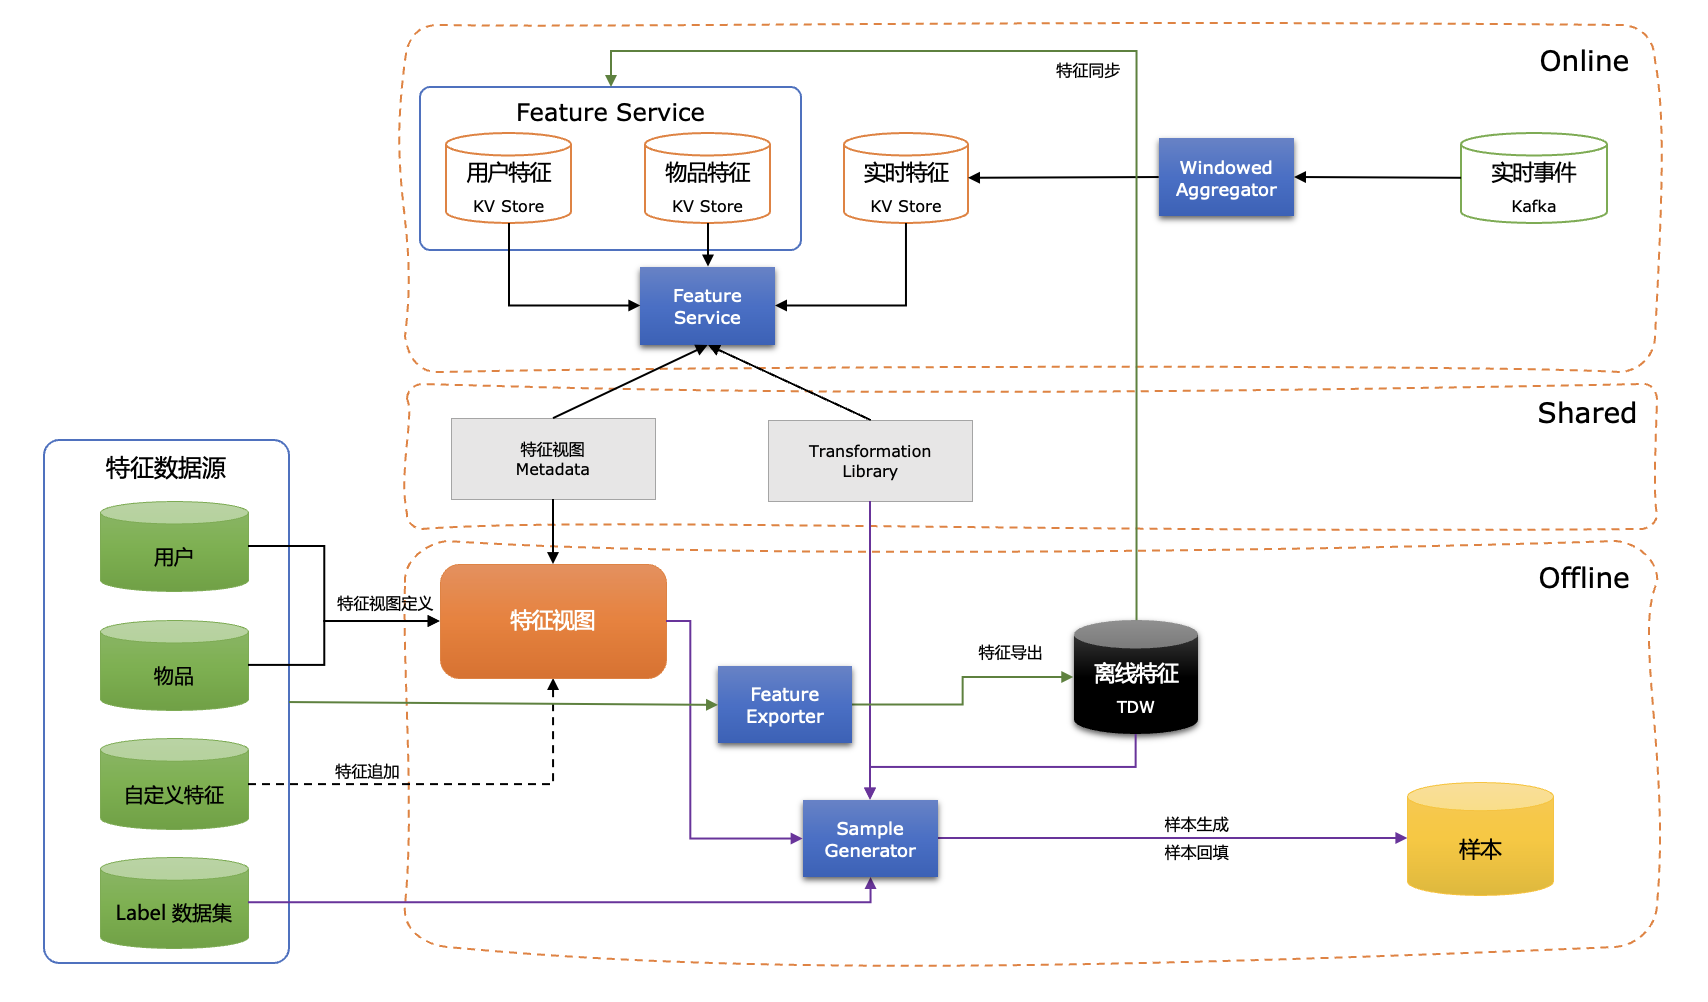 Online
特征同步
Feature Service
用户特征
KV Store
物品特征
KV Store
实时特征
KV Store
Windowed
Aggregator
实时事件
Kafka
Feature
Service
Shared
特征视图
Metadata
Transformation
Library
特征数据源
用户
物品
自定义特征
Label 数据集
Offline
特征视图定义
特征视图
特征追加
Feature
Exporter
特征导出
离线特征
TDW
Sample
Generator
样本生成
样本回填
样本